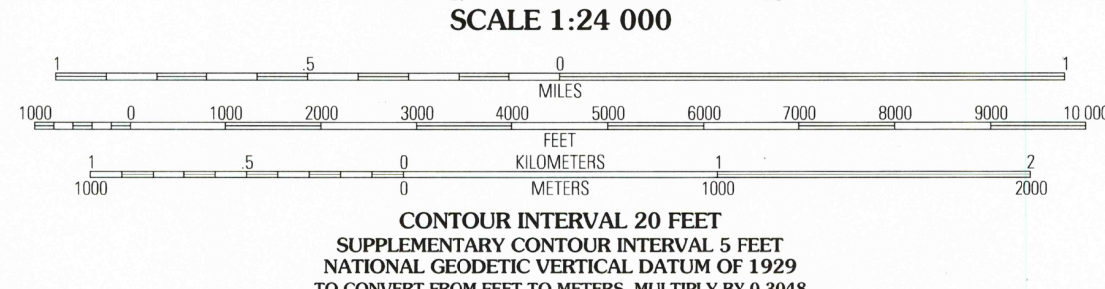 SCALE 1:24 000
1 .5 0 1
MILES
1000 0 1000 2000 3000 4000 5000 6000 7000 8000 9000 10 000
FEET
1 .5 0 KILOMETERS 1 2
1000 0 METERS 1000 2000
CONTOUR INTERVAL 20 FEET
SUPPLEMENTARY CONTOUR INTERVAL 5 FEET
NATIONAL GEODETIC VERTICAL DATUM OF 1929
TO CONVERT FROM FEET TO METERS, MULTIPLY BY 0.3048